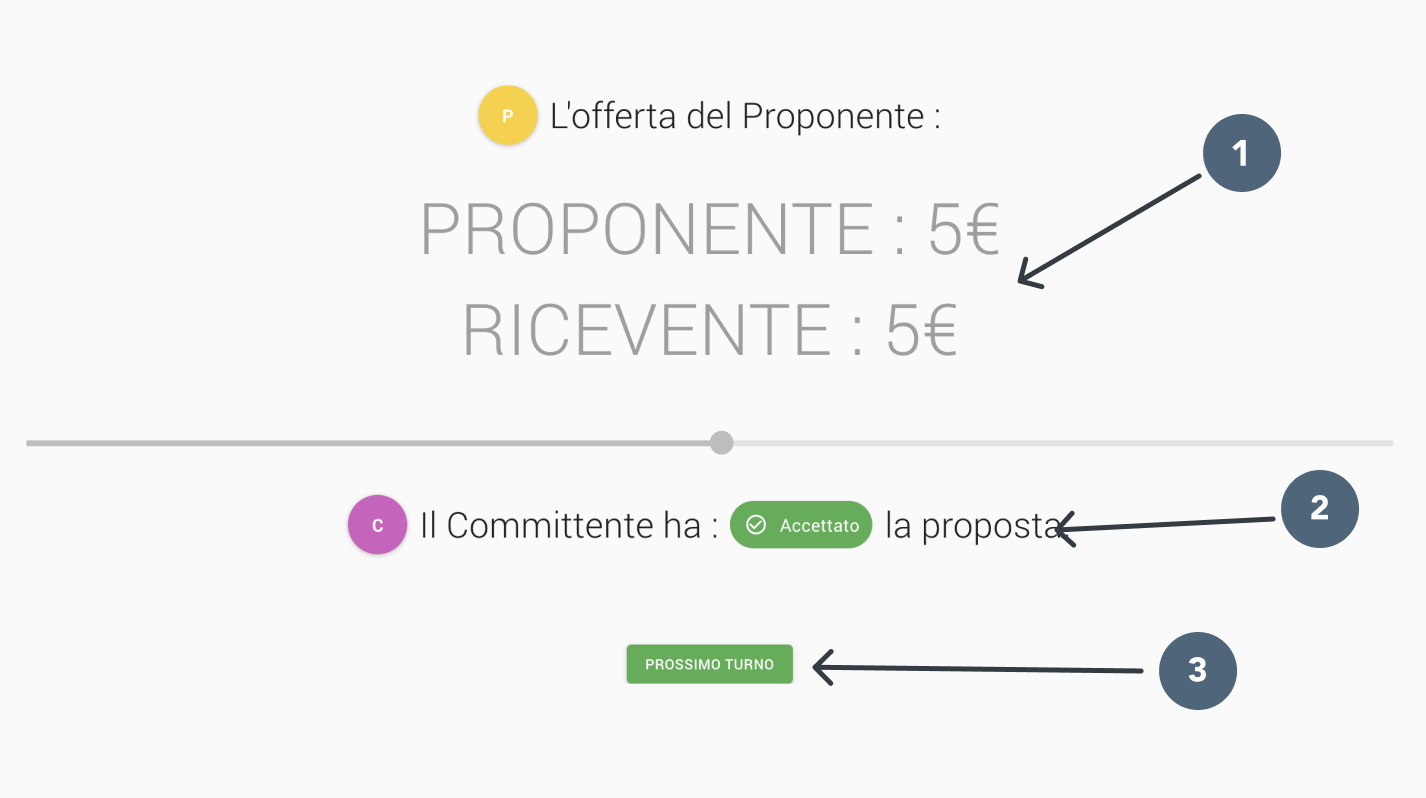 P L'offerta del Proponente :
1
PROPONENTE : 5€
RICEVENTE : 5€
C Il Committente ha : Accettato la proposta.
2
PROSSIMO TURNO
3